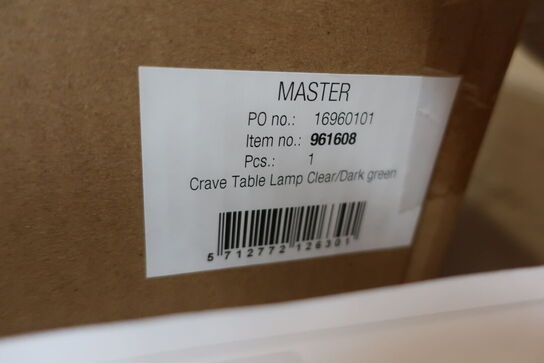 MASTER
PO no.: 16960101
Item no.: 961608
Pcs.: 1
Crave Table Lamp Clear/Dark green
5 712772 126301